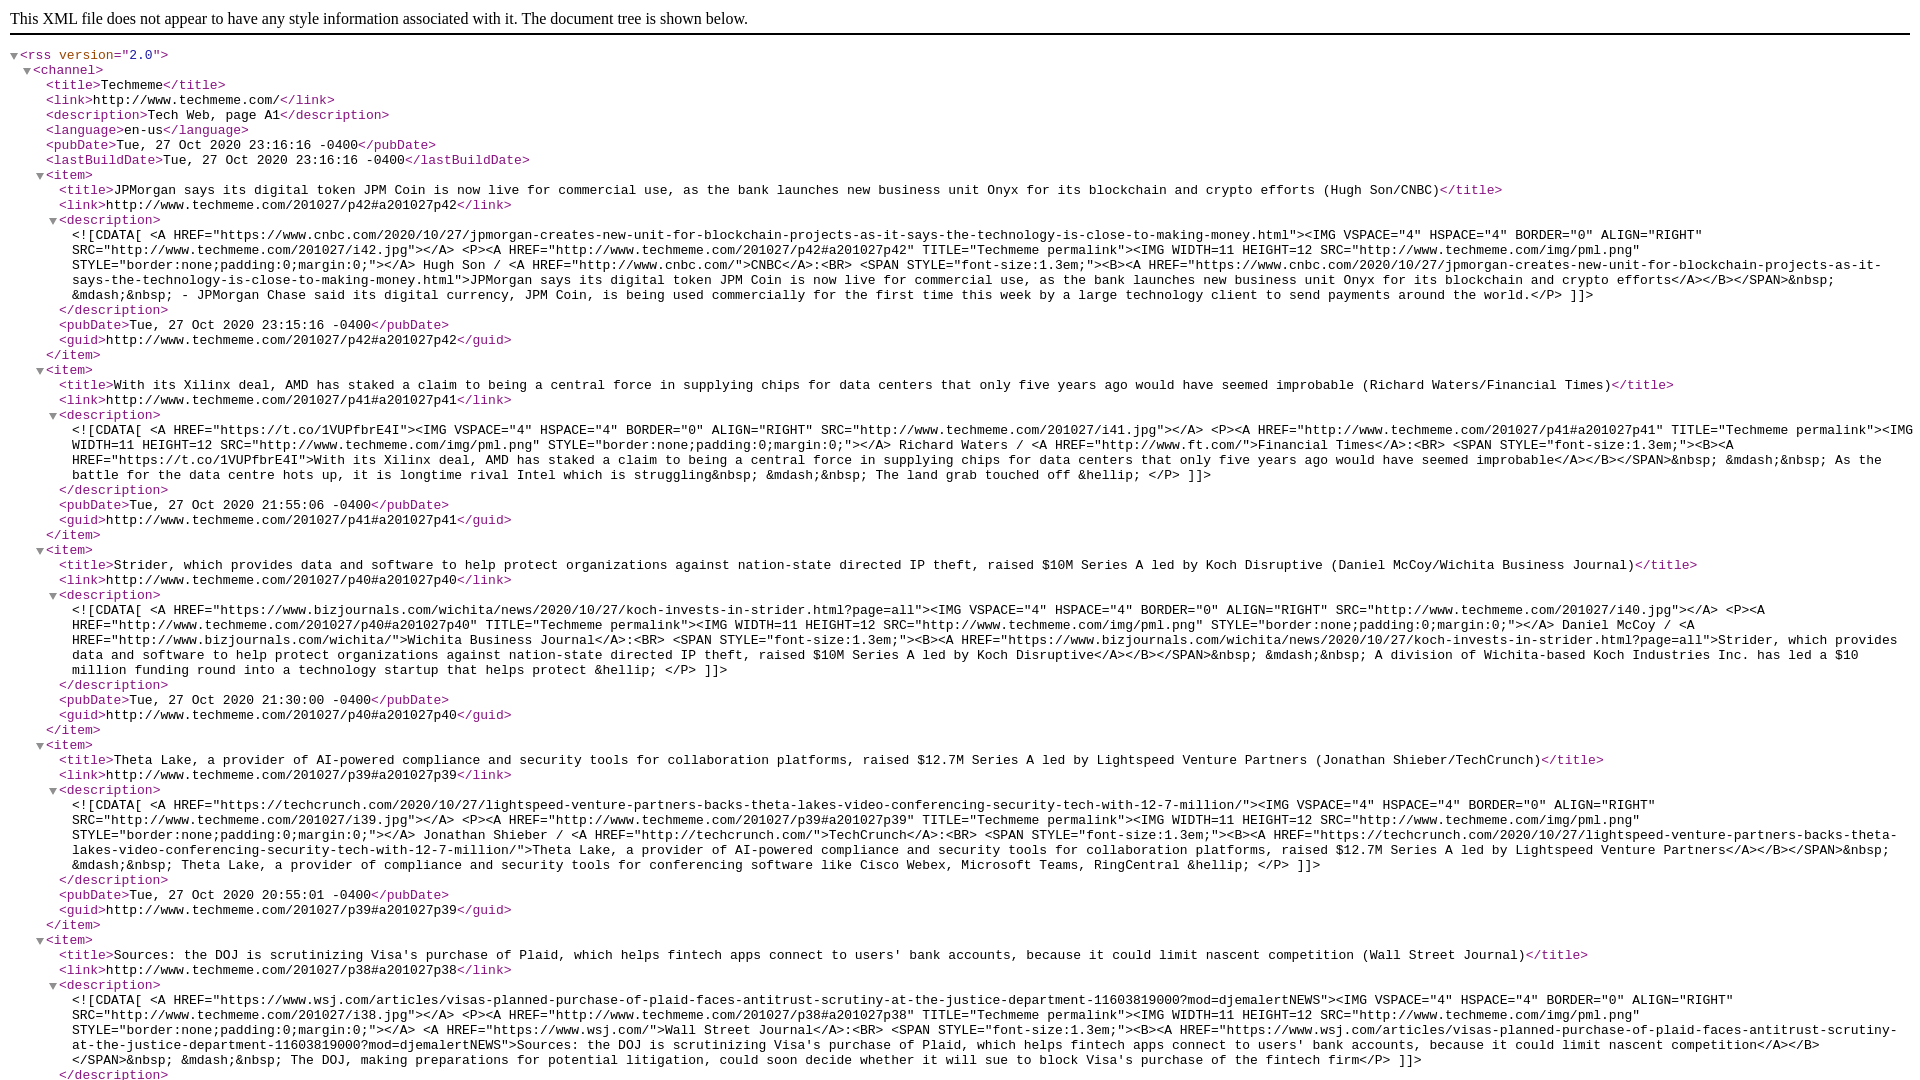 This XML file does not appear to have any style information associated with it. The document tree is shown below.
<rss version="2.0">
<channel>
<title>Techmeme</title>
<link>http://www.techmeme.com/</link>
<description>Tech Web, page A1</description>
<language>en-us</language>
<pubDate>Tue, 27 Oct 2020 23:16:16 -0400</pubDate>
<lastBuildDate>Tue, 27 Oct 2020 23:16:16 -0400</lastBuildDate>
<item>
<title>JPMorgan says its digital token JPM Coin is now live for commercial use, as the bank launches new business unit Onyx for its blockchain and crypto efforts (Hugh Son/CNBC)</title>
<link>http://www.techmeme.com/201027/p42#a201027p42</link>
<description>
<![CDATA[ <A HREF="https://www.cnbc.com/2020/10/27/jpmorgan-creates-new-unit-for-blockchain-projects-as-it-says-the-technology-is-close-to-making-money.html"><IMG VSPACE="4" HSPACE="4" BORDER="0" ALIGN="RIGHT"
SRC="http://www.techmeme.com/201027/i42.jpg"></A> <P><A HREF="http://www.techmeme.com/201027/p42#a201027p42" TITLE="Techmeme permalink"><IMG WIDTH=11 HEIGHT=12 SRC="http://www.techmeme.com/img/pml.png"
STYLE="border:none;padding:0;margin:0;"></A> Hugh Son / <A HREF="http://www.cnbc.com/">CNBC</A>:<BR> <SPAN STYLE="font-size:1.3em;"><B><A HREF="https://www.cnbc.com/2020/10/27/jpmorgan-creates-new-unit-for-blockchain-projects-as-it-
says-the-technology-is-close-to-making-money.html">JPMorgan says its digital token JPM Coin is now live for commercial use, as the bank launches new business unit Onyx for its blockchain and crypto efforts</A></B></SPAN>&nbsp;
&mdash;&nbsp; - JPMorgan Chase said its digital currency, JPM Coin, is being used commercially for the first time this week by a large technology client to send payments around the world.</P> ]]>
</description>
<pubDate>Tue, 27 Oct 2020 23:15:16 -0400</pubDate>
<guid>http://www.techmeme.com/201027/p42#a201027p42</guid>
</item>
<item>
<title>With its Xilinx deal, AMD has staked a claim to being a central force in supplying chips for data centers that only five years ago would have seemed improbable (Richard Waters/Financial Times)</title>
<link>http://www.techmeme.com/201027/p41#a201027p41</link>
<description>
<![CDATA[ <A HREF="https://t.co/1VUPfbrE4I"><IMG VSPACE="4" HSPACE="4" BORDER="0" ALIGN="RIGHT" SRC="http://www.techmeme.com/201027/i41.jpg"></A> <P><A HREF="http://www.techmeme.com/201027/p41#a201027p41" TITLE="Techmeme permalink"><IMG
WIDTH=11 HEIGHT=12 SRC="http://www.techmeme.com/img/pml.png" STYLE="border:none;padding:0;margin:0;"></A> Richard Waters / <A HREF="http://www.ft.com/">Financial Times</A>:<BR> <SPAN STYLE="font-size:1.3em;"><B><A
HREF="https://t.co/1VUPfbrE4I">With its Xilinx deal, AMD has staked a claim to being a central force in supplying chips for data centers that only five years ago would have seemed improbable</A></B></SPAN>&nbsp; &mdash;&nbsp; As the
battle for the data centre hots up, it is longtime rival Intel which is struggling&nbsp; &mdash;&nbsp; The land grab touched off &hellip; </P> ]]>
</description>
<pubDate>Tue, 27 Oct 2020 21:55:06 -0400</pubDate>
<guid>http://www.techmeme.com/201027/p41#a201027p41</guid>
</item>
<item>
<title>Strider, which provides data and software to help protect organizations against nation-state directed IP theft, raised $10M Series A led by Koch Disruptive (Daniel McCoy/Wichita Business Journal)</title>
<link>http://www.techmeme.com/201027/p40#a201027p40</link>
<description>
<![CDATA[ <A HREF="https://www.bizjournals.com/wichita/news/2020/10/27/koch-invests-in-strider.html?page=all"><IMG VSPACE="4" HSPACE="4" BORDER="0" ALIGN="RIGHT" SRC="http://www.techmeme.com/201027/i40.jpg"></A> <P><A
HREF="http://www.techmeme.com/201027/p40#a201027p40" TITLE="Techmeme permalink"><IMG WIDTH=11 HEIGHT=12 SRC="http://www.techmeme.com/img/pml.png" STYLE="border:none;padding:0;margin:0;"></A> Daniel McCoy / <A
HREF="http://www.bizjournals.com/wichita/">Wichita Business Journal</A>:<BR> <SPAN STYLE="font-size:1.3em;"><B><A HREF="https://www.bizjournals.com/wichita/news/2020/10/27/koch-invests-in-strider.html?page=all">Strider, which provides
data and software to help protect organizations against nation-state directed IP theft, raised $10M Series A led by Koch Disruptive</A></B></SPAN>&nbsp; &mdash;&nbsp; A division of Wichita-based Koch Industries Inc. has led a $10
million funding round into a technology startup that helps protect &hellip; </P> ]]>
</description>
<pubDate>Tue, 27 Oct 2020 21:30:00 -0400</pubDate>
<guid>http://www.techmeme.com/201027/p40#a201027p40</guid>
</item>
<item>
<title>Theta Lake, a provider of AI-powered compliance and security tools for collaboration platforms, raised $12.7M Series A led by Lightspeed Venture Partners (Jonathan Shieber/TechCrunch)</title>
<link>http://www.techmeme.com/201027/p39#a201027p39</link>
<description>
<![CDATA[ <A HREF="https://techcrunch.com/2020/10/27/lightspeed-venture-partners-backs-theta-lakes-video-conferencing-security-tech-with-12-7-million/"><IMG VSPACE="4" HSPACE="4" BORDER="0" ALIGN="RIGHT"
SRC="http://www.techmeme.com/201027/i39.jpg"></A> <P><A HREF="http://www.techmeme.com/201027/p39#a201027p39" TITLE="Techmeme permalink"><IMG WIDTH=11 HEIGHT=12 SRC="http://www.techmeme.com/img/pml.png"
STYLE="border:none;padding:0;margin:0;"></A> Jonathan Shieber / <A HREF="http://techcrunch.com/">TechCrunch</A>:<BR> <SPAN STYLE="font-size:1.3em;"><B><A HREF="https://techcrunch.com/2020/10/27/lightspeed-venture-partners-backs-theta-
lakes-video-conferencing-security-tech-with-12-7-million/">Theta Lake, a provider of AI-powered compliance and security tools for collaboration platforms, raised $12.7M Series A led by Lightspeed Venture Partners</A></B></SPAN>&nbsp;
&mdash;&nbsp; Theta Lake, a provider of compliance and security tools for conferencing software like Cisco Webex, Microsoft Teams, RingCentral &hellip; </P> ]]>
</description>
<pubDate>Tue, 27 Oct 2020 20:55:01 -0400</pubDate>
<guid>http://www.techmeme.com/201027/p39#a201027p39</guid>
</item>
<item>
<title>Sources: the DOJ is scrutinizing Visa's purchase of Plaid, which helps fintech apps connect to users' bank accounts, because it could limit nascent competition (Wall Street Journal)</title>
<link>http://www.techmeme.com/201027/p38#a201027p38</link>
<description>
<![CDATA[ <A HREF="https://www.wsj.com/articles/visas-planned-purchase-of-plaid-faces-antitrust-scrutiny-at-the-justice-department-11603819000?mod=djemalertNEWS"><IMG VSPACE="4" HSPACE="4" BORDER="0" ALIGN="RIGHT"
SRC="http://www.techmeme.com/201027/i38.jpg"></A> <P><A HREF="http://www.techmeme.com/201027/p38#a201027p38" TITLE="Techmeme permalink"><IMG WIDTH=11 HEIGHT=12 SRC="http://www.techmeme.com/img/pml.png"
STYLE="border:none;padding:0;margin:0;"></A> <A HREF="https://www.wsj.com/">Wall Street Journal</A>:<BR> <SPAN STYLE="font-size:1.3em;"><B><A HREF="https://www.wsj.com/articles/visas-planned-purchase-of-plaid-faces-antitrust-scrutiny-
at-the-justice-department-11603819000?mod=djemalertNEWS">Sources: the DOJ is scrutinizing Visa's purchase of Plaid, which helps fintech apps connect to users' bank accounts, because it could limit nascent competition</A></B>
</SPAN>&nbsp; &mdash;&nbsp; The DOJ, making preparations for potential litigation, could soon decide whether it will sue to block Visa's purchase of the fintech firm</P> ]]>
</description>